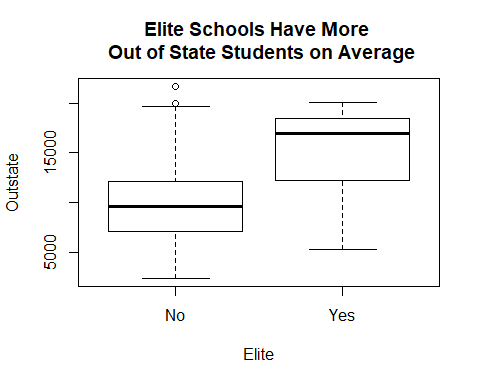 Elite Schools Have More
Out of State Students on Average
Outstate
15000
5000
No
Yes
Elite